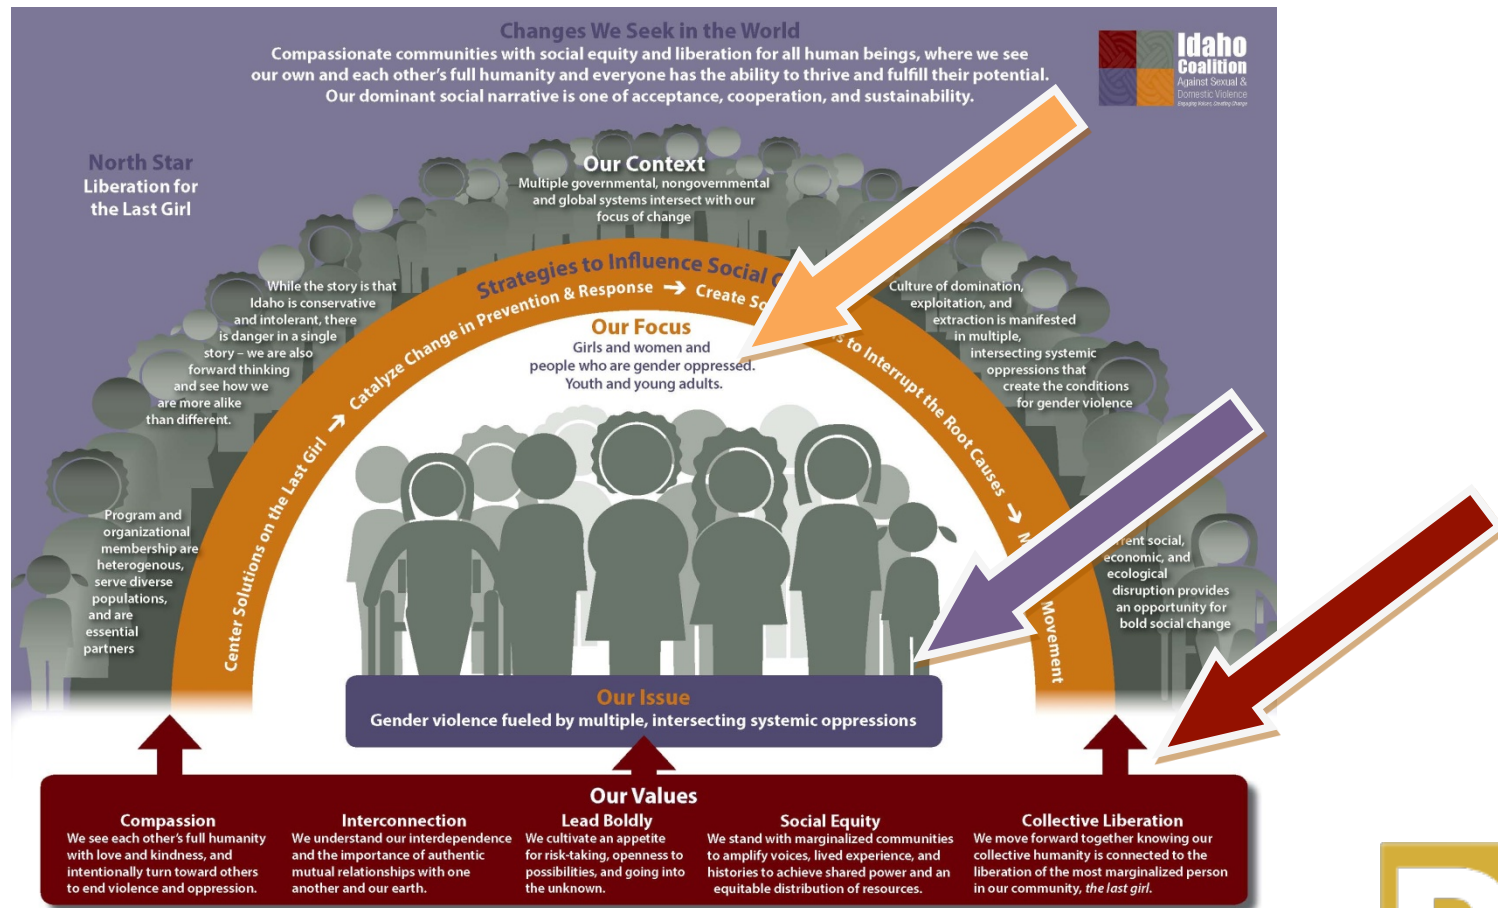 Changes We Seek in the World
Compassionate communities with social equity and liberation for all human beings, where we see
our own and each other's full humanity and everyone has the ability to thrive and fulfill their potential.
Our dominant social narrative is one of acceptance, cooperation, and sustainability.
Idaho
Coalition
Against Sexual &
Domestic Violence
Engaging Voices, Creating Change
North Star
Liberation for
the Last Girl
Our Context
Multiple governmental, nongovernmental
and global systems intersect with our
focus of change
While the story is that
Idaho is conservative
and intolerant, there
is danger in a single
story – we are also
forward thinking
and see how we
are more alike
than different.
Program and
organizational
membership are
heterogenous,
serve diverse
populations,
and are
essential
partners
Culture of domination,
exploitation, and
extraction is manifested
in multiple,
intersecting systemic
oppressions that
create the conditions
for gender violence
social,
economic, and
ecological
disruption provides
an opportunity for
bold social change
Strategies to Influence Social
Center Solutions on the Last Girl → Catalyze Change in Prevention & Response → Create to Interrupt the Root Causes → Movement
Our Focus
Girls and women and
people who are gender oppressed.
Youth and young adults.
Our Issue
Gender violence fueled by multiple, intersecting systemic oppressions
Our Values
Compassion
We see each other's full humanity
with love and kindness, and
intentionally turn toward others
to end violence and oppression.
Interconnection
We understand our interdependence
and the importance of authentic
mutual relationships with one
another and our earth.
Lead Boldly
We cultivate an appetite
for risk-taking, openness to
possibilities, and going into
the unknown.
Social Equity
We stand with marginalized communities
to amplify voices, lived experience, and
histories to achieve shared power and an
equitable distribution of resources.
Collective Liberation
We move forward together knowing our
collective humanity is connected to the
liberation of the most marginalized person
in our community, the last girl.